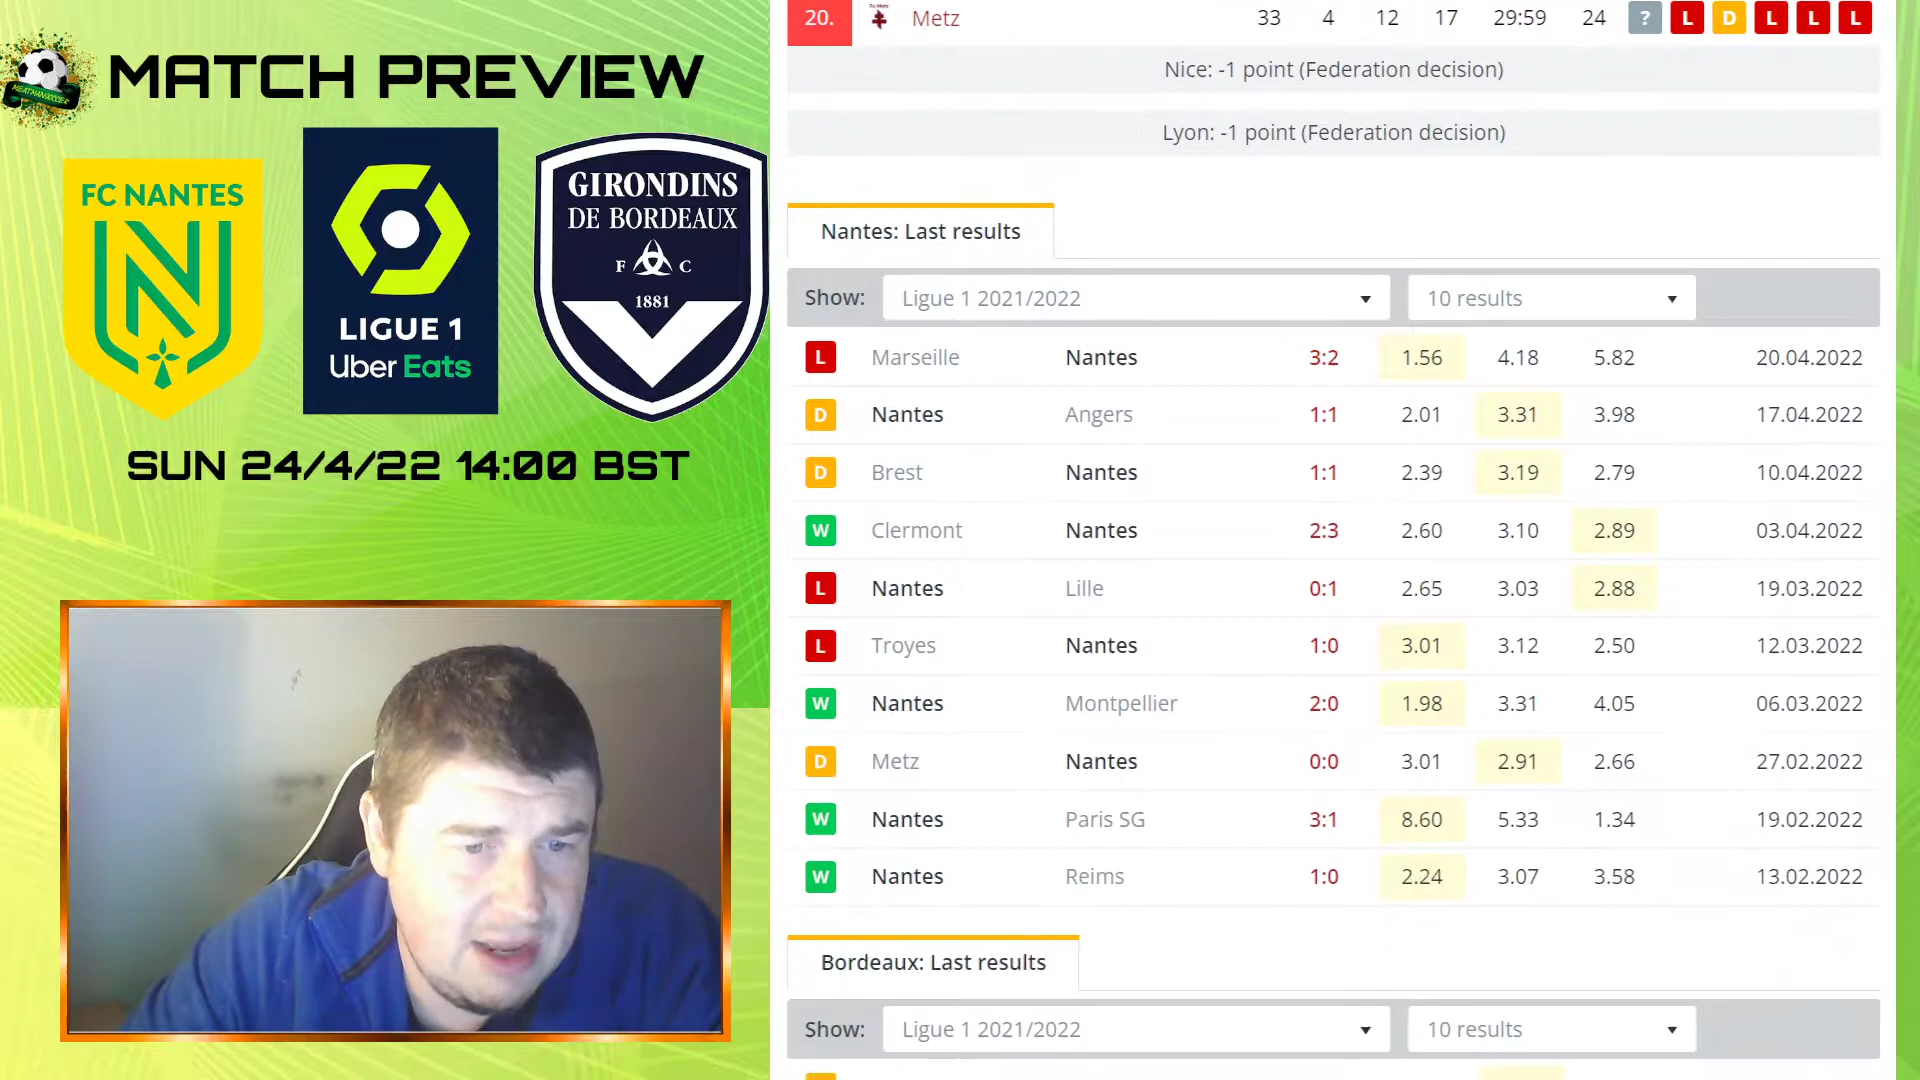 MEATMANSOCCER
MATCH PREVIEW
FC NANTES
LIGUE 1
Uber Eats
GIRONDINS
DE BORDEAUX
F C
1881
SUN 24/4/22 14:00 BST
20. Fc Metz Metz 33 4 12 17 29:59 24 ? L D L L L
Nice: -1 point (Federation decision)
Lyon: -1 point (Federation decision)
Nantes: Last results
Show: Ligue 1 2021/2022 10 results
L Marseille Nantes 3:2 1.56 4.18 5.82 20.04.2022
D Nantes Angers 1:1 2.01 3.31 3.98 17.04.2022
D Brest Nantes 1:1 2.39 3.19 2.79 10.04.2022
W Clermont Nantes 2:3 2.60 3.10 2.89 03.04.2022
L Nantes Lille 0:1 2.65 3.03 2.88 19.03.2022
L Troyes Nantes 1:0 3.01 3.12 2.50 12.03.2022
W Nantes Montpellier 2:0 1.98 3.31 4.05 06.03.2022
D Metz Nantes 0:0 3.01 2.91 2.66 27.02.2022
W Nantes Paris SG 3:1 8.60 5.33 1.34 19.02.2022
W Nantes Reims 1:0 2.24 3.07 3.58 13.02.2022
Bordeaux: Last results
Show: Ligue 1 2021/2022 10 results